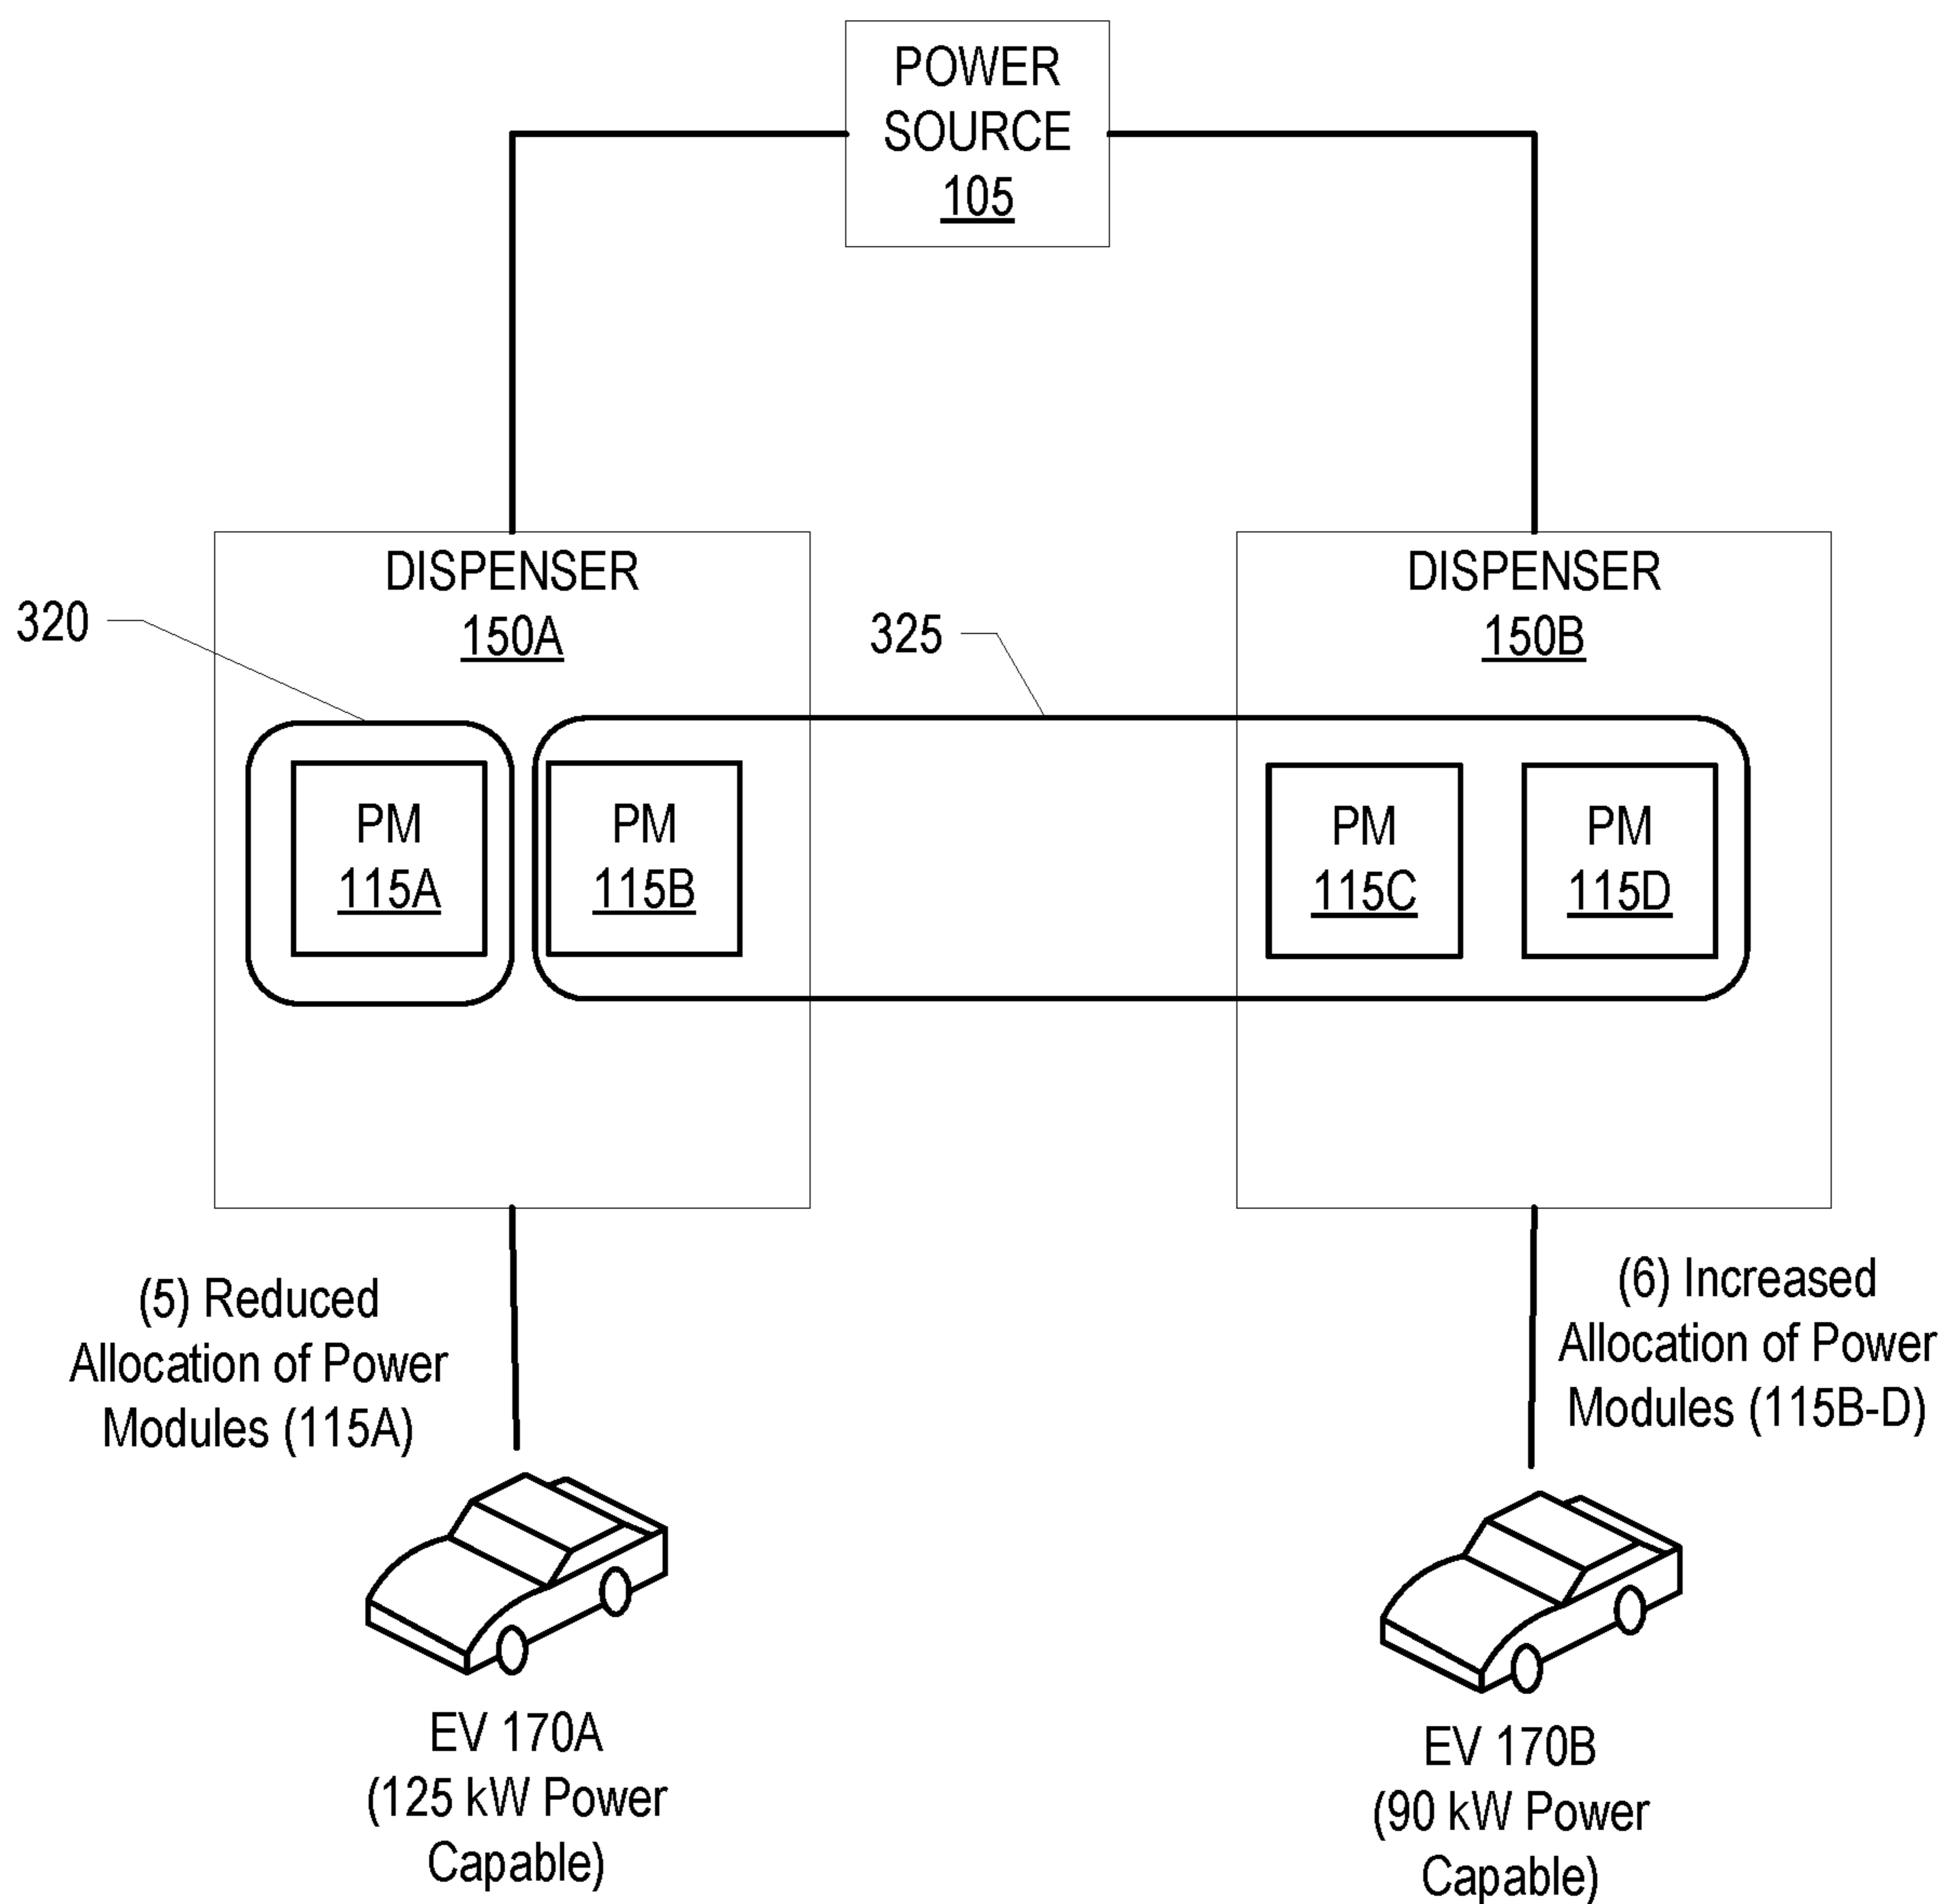 POWER
SOURCE
105
DISPENSER
150A
DISPENSER
150B
320
325
PM
115A
PM
115B
PM
115C
PM
115D
(5) Reduced
Allocation of Power
Modules (115A)
(6) Increased
Allocation of Power
Modules (115B-D)
EV 170A
(125 kW Power
Capable)
EV 170B
(90 kW Power
Capable)